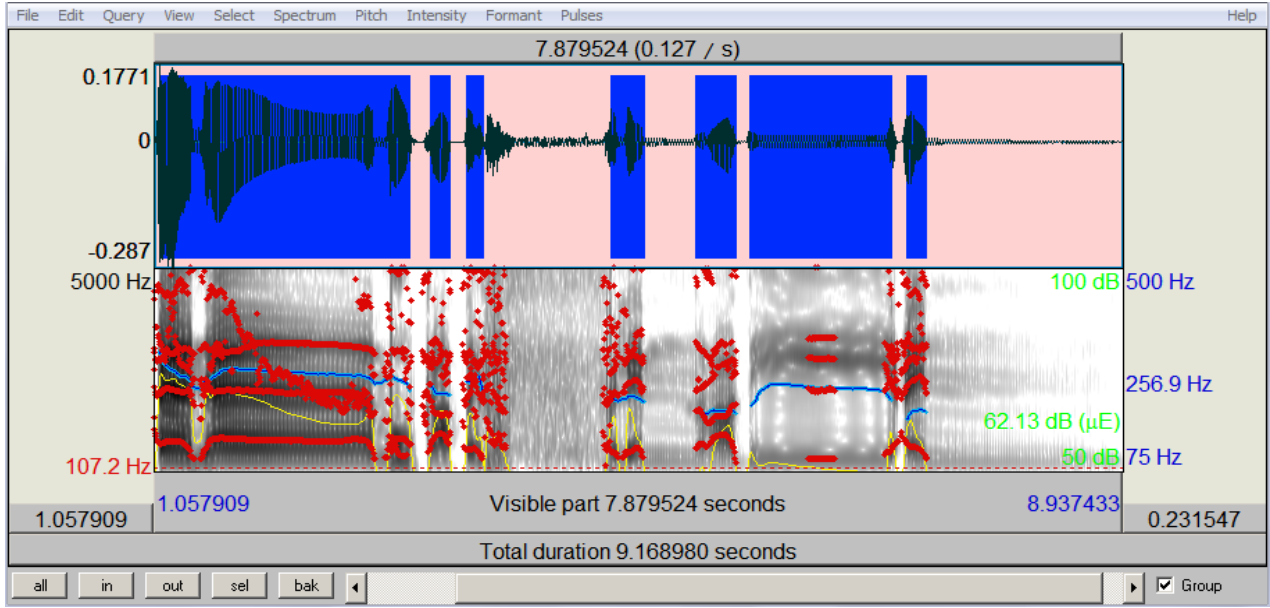 File Edit Query View Select Spectrum Pitch Intensity Formant Pulses Help
7.879524 (0.127 / s)
0.1771
0
-0.287
5000 Hz 100 dB 500 Hz
256.9 Hz
62.13 dB (µE)
107.2 Hz 50 dB 75 Hz
1.057909 Visible part 7.879524 seconds 8.937433
1.057909 0.231547
Total duration 9.168980 seconds
all in out sel bak Group